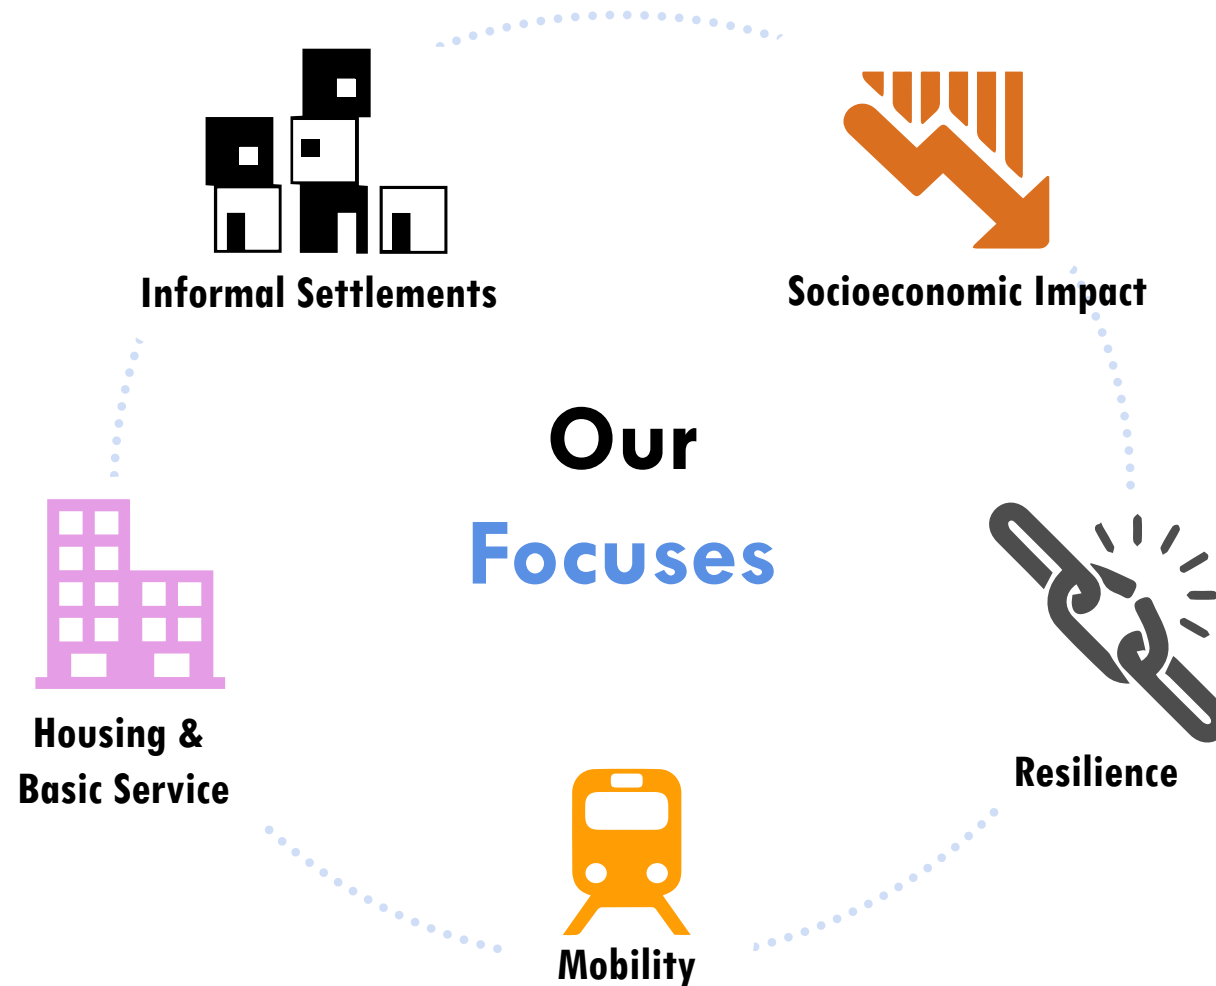 Informal Settlements
Socioeconomic Impact
Our
Focuses
Housing &
Basic Service
Resilience
Mobility